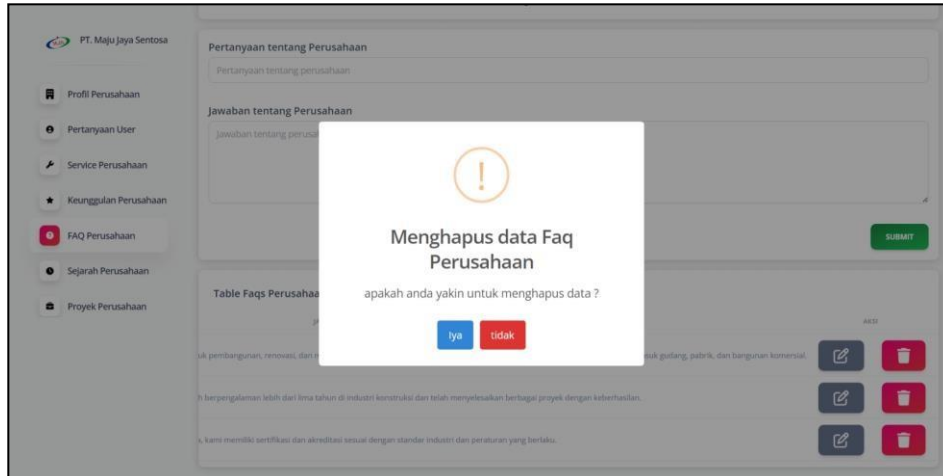 PT. Maju Jaya Sentosa
Profil Perusahaan
Pertanyaan User
Service Perusahaan
Keunggulan Perusahaan
FAQ Perusahaan
Sejarah Perusahaan
Proyek Perusahaan
Pertanyaan tentang Perusahaan
Pertanyaan tentang perusahaan
Jawaban tentang Perusahaan
Jawaban tentang
SUBMIT
Menghapus data Faq
Perusahaan
apakah anda yakin untuk menghapus data ?
Iya
tidak
Table Faqs
AKSI
pembangunan, renovasi, dan
gudang, pabrik, dan bangunan komersial.
berpengalaman lebih dari lima tahun di industri konstruksi dan telah menyelesaikan berbagai proyek dengan keberhasilan.
kami memiliki sertifikasi dan akreditasi sesuai dengan standar industri dan peraturan yang berlaku.